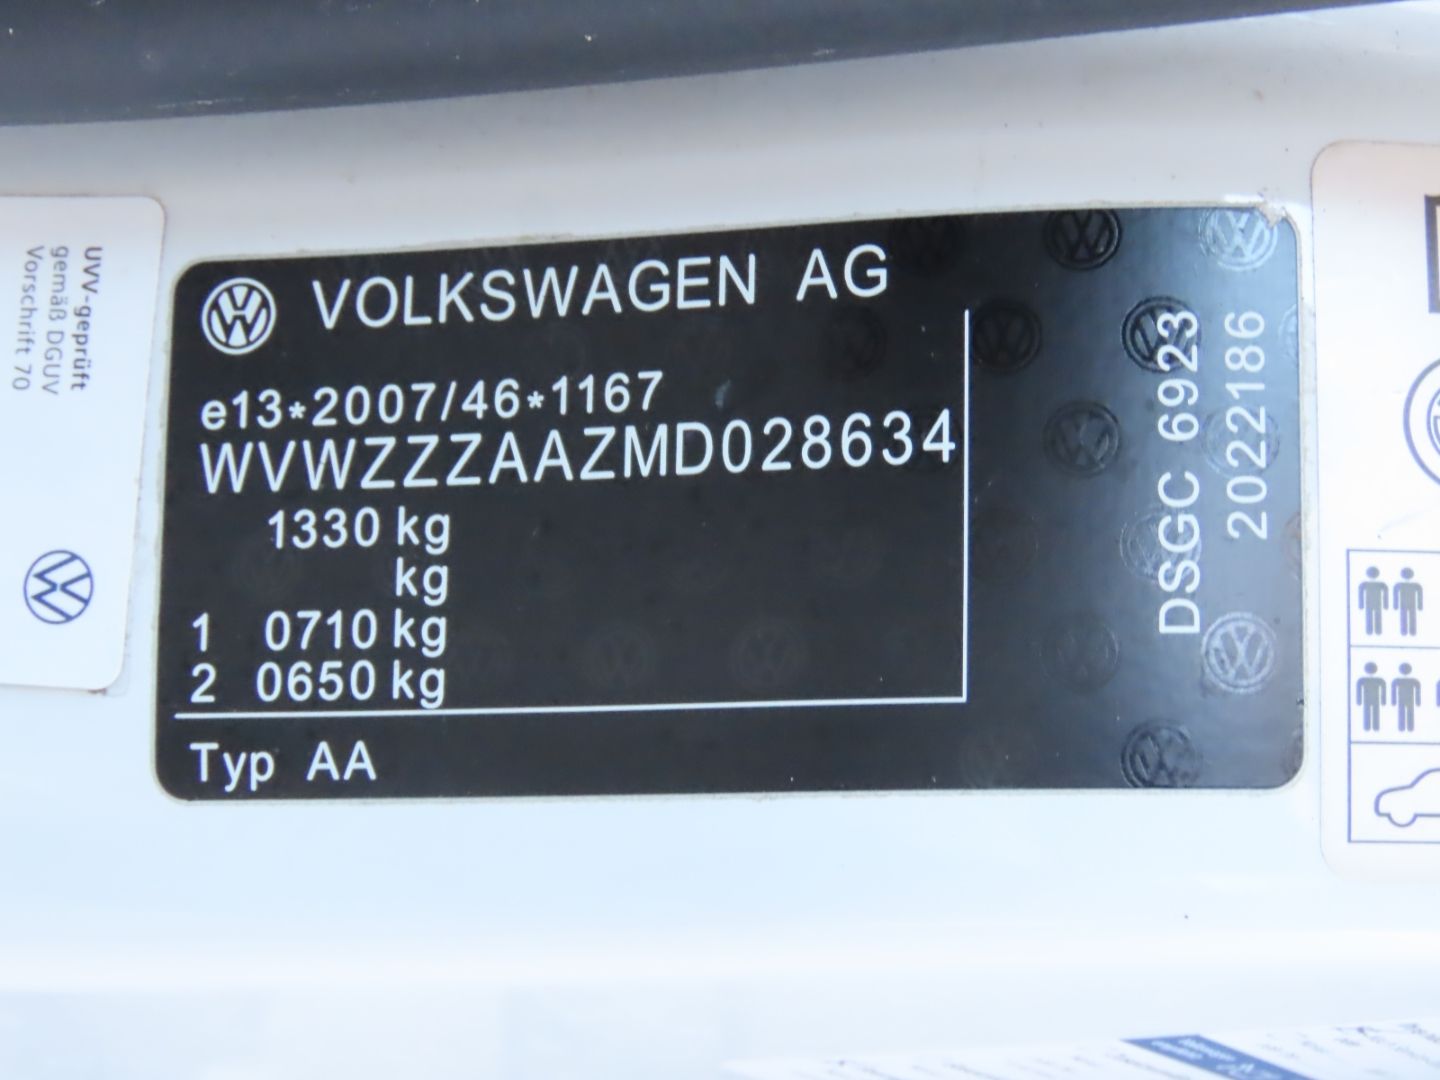 UVV-geprüft
gemäß DGUV
Vorschrift 70
VOLKSWAGEN AG
e13*2007/46*1167
WVWZZZAAZMD028634
1330 kg
kg
1 0710 kg
2 0650 kg
Typ AA
DSGC 6923
2022186